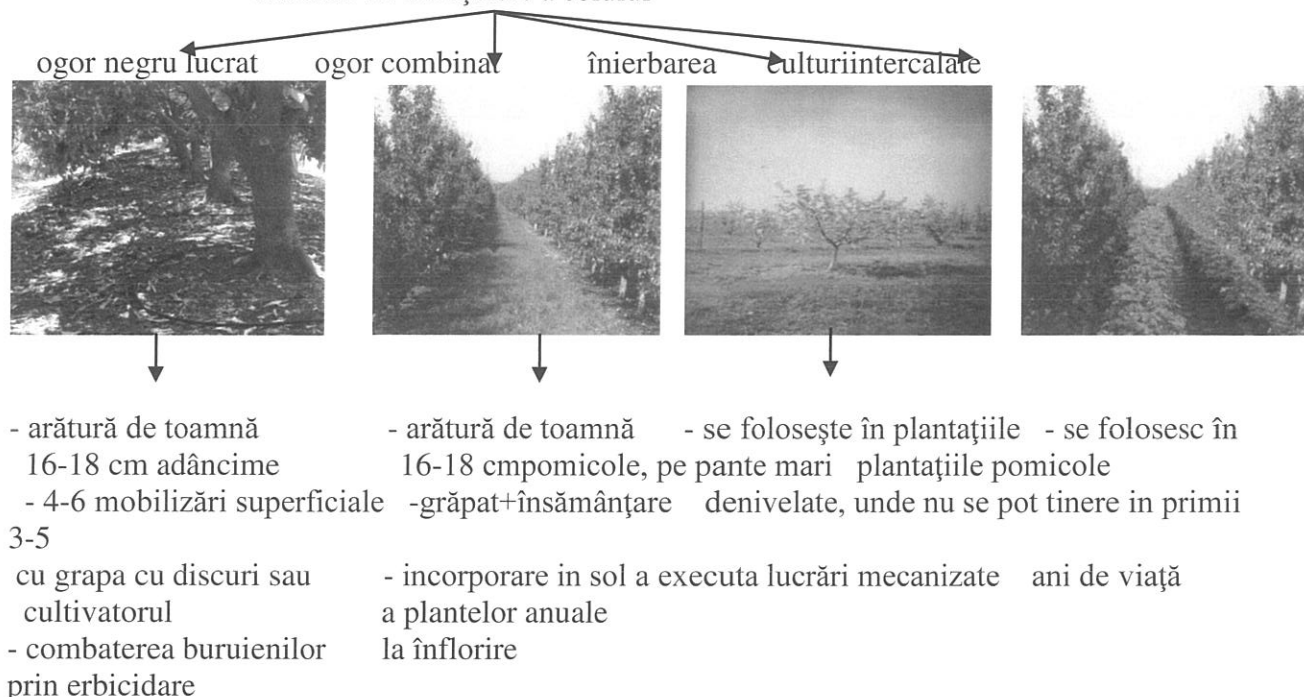 ogor negru lucrat ogor combinat înierbarea culturiintercalate
- arătură de toamnă - arătură de toamnă - se foloseşte în plantaţiile - se folosesc în
16-18 cm adâncime 16-18 cmpomicole, pe pante mari plantaţiile pomicole
- 4-6 mobilizări superficiale -grăpat+însămânţare denivelate, unde nu se pot tinere in primii
3-5
cu grapa cu discuri sau - incorporare in sol a executa lucrări mecanizate ani de viaţă
cultivatorul a plantelor anuale
- combaterea buruienilor la înflorire
prin erbicidare